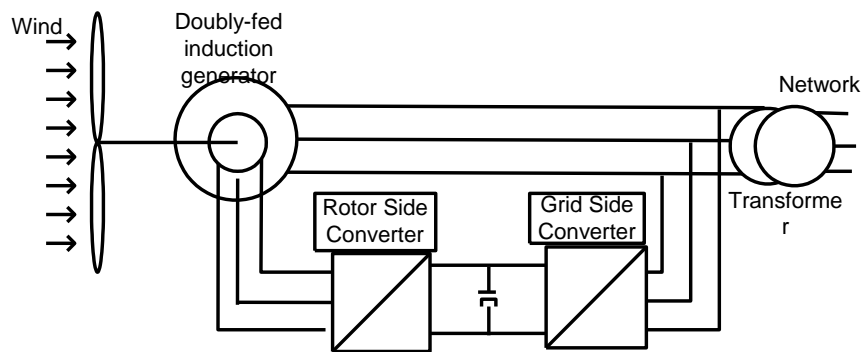 Wind
Doubly-fed
induction
generator
Network
Transforme
r
Rotor Side
Converter
Grid Side
Converter